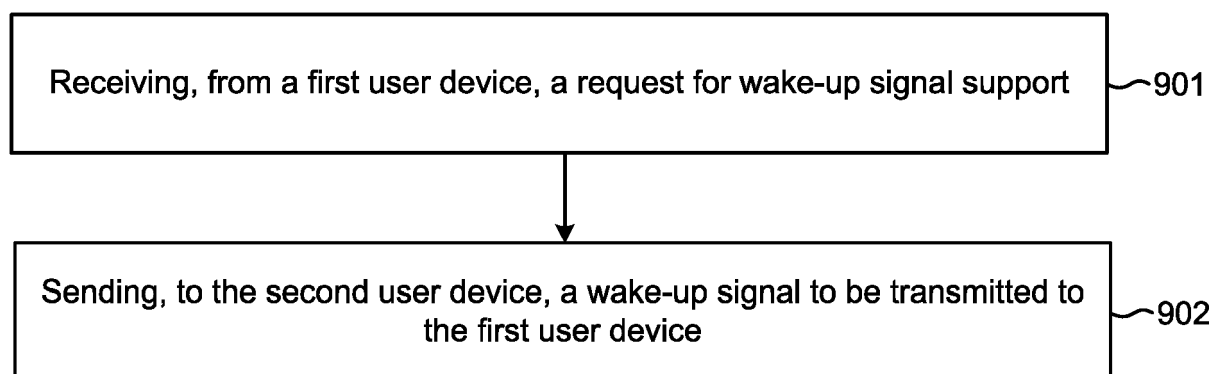 Receiving, from a first user device, a request for wake-up signal support
901
Sending, to the second user device, a wake-up signal to be transmitted to
the first user device
902